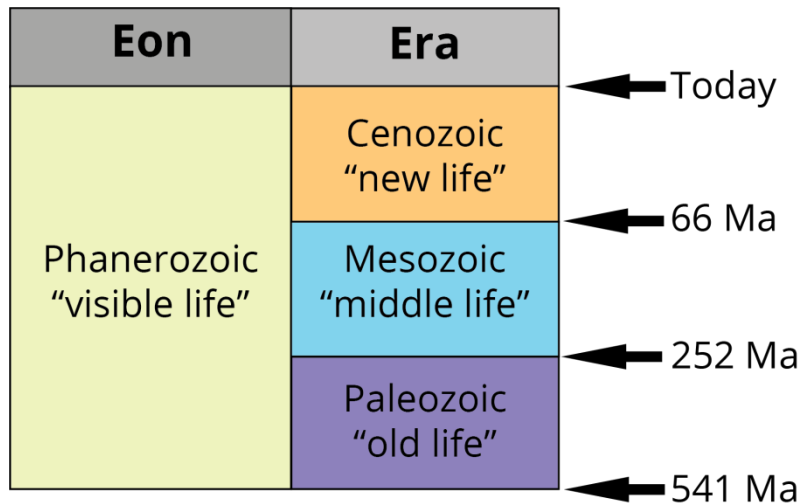 Eon
Era
Today
Cenozoic
“new life”
66 Ma
Phanerozoic
“visible life”
Mesozoic
“middle life”
252 Ma
Paleozoic
“old life”
541 Ma